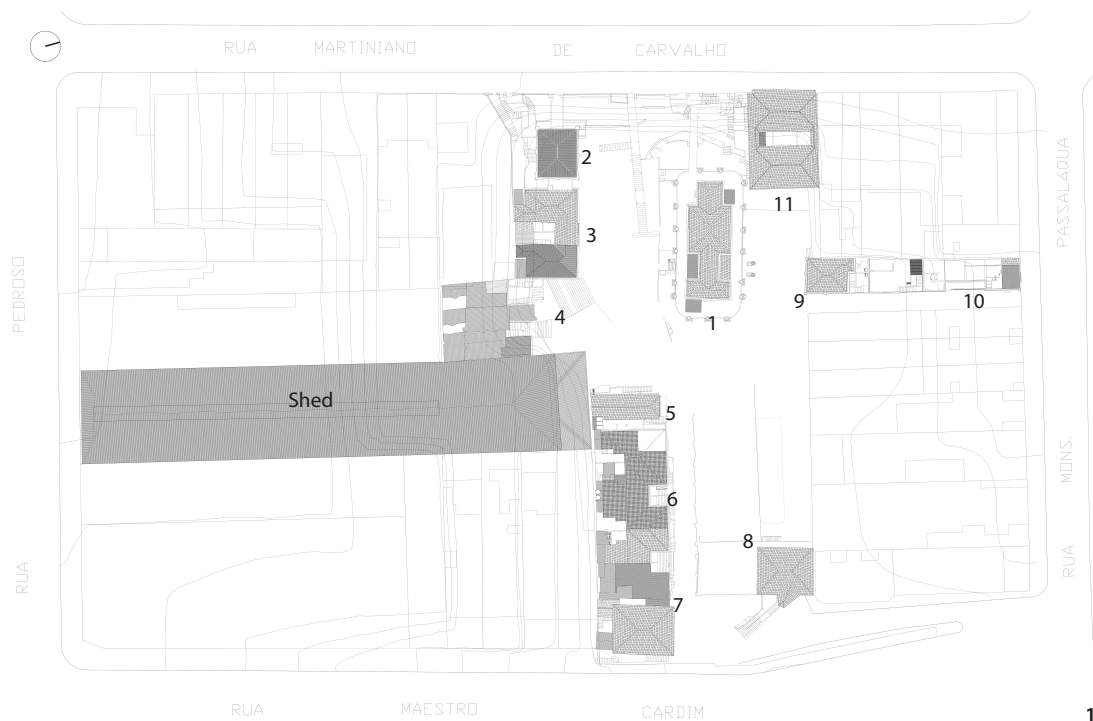 RUA MARTINIANO DE CARVALHO
2
3
11
PASSALÁQUA
PEDROSO
9
10
4
1
Shed
5
6
MONS.
8
RUA
RUA
7
RUA MAESTRO CARDIM
1